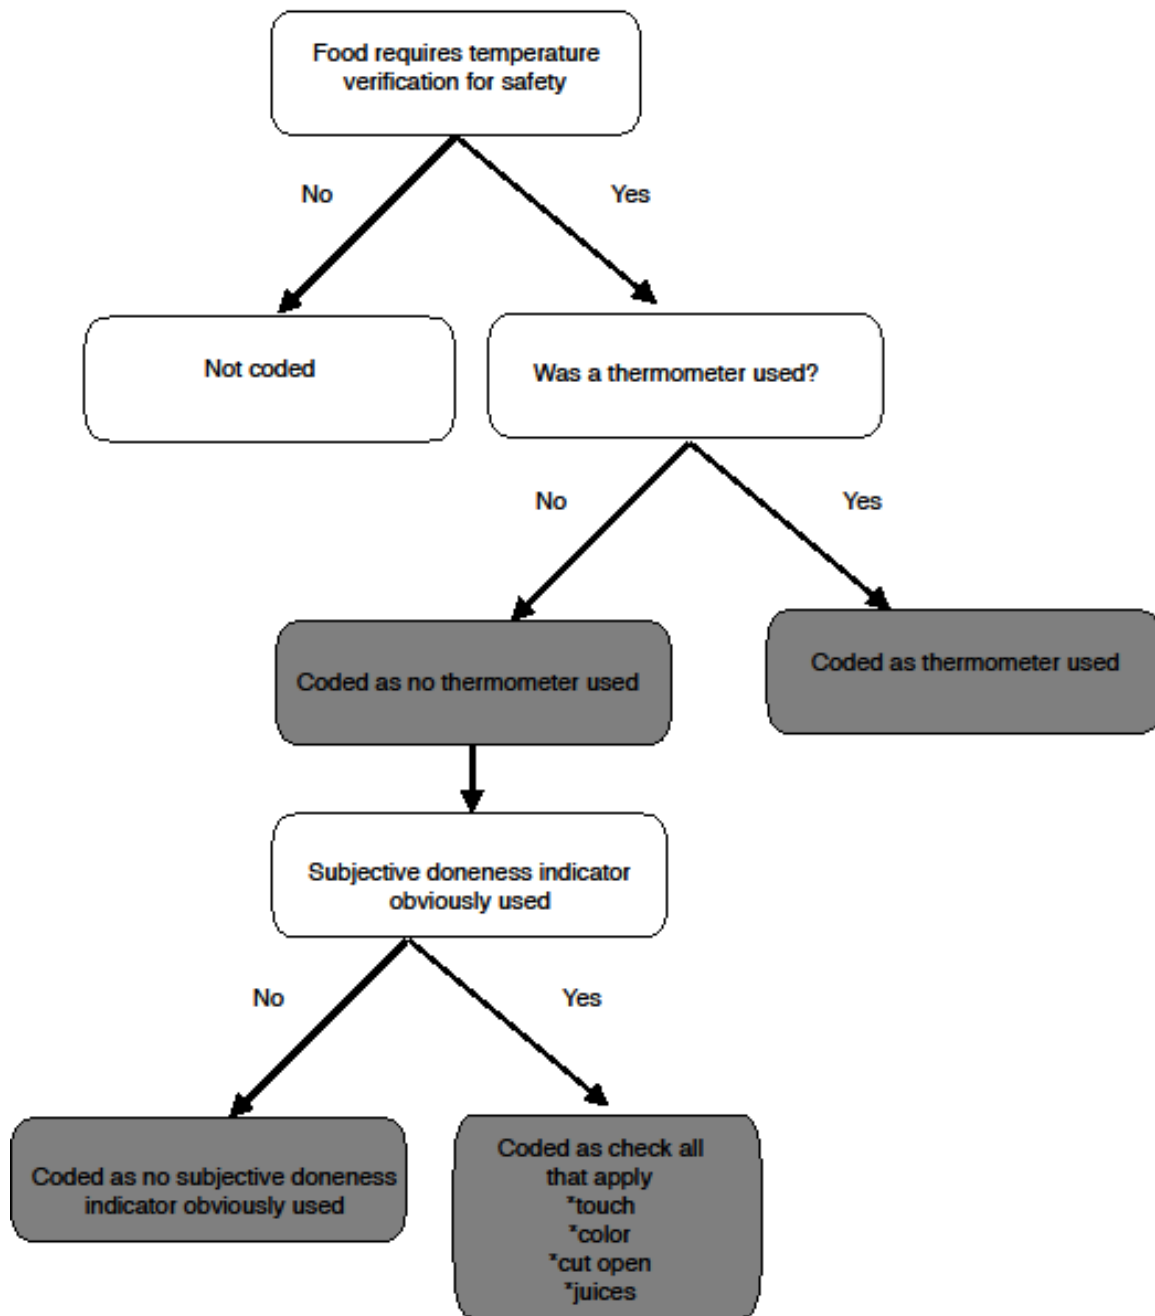 Food requires temperature
verification for safety
No
Yes
Not coded
Was a thermometer used?
No
Yes
Coded as no thermometer used
Coded as thermometer used
Subjective doneness indicator
obviously used
No
Yes
Coded as no subjective doneness
indicator obviously used
Coded as check all
that apply
*touch
*color
*cut open
*juices